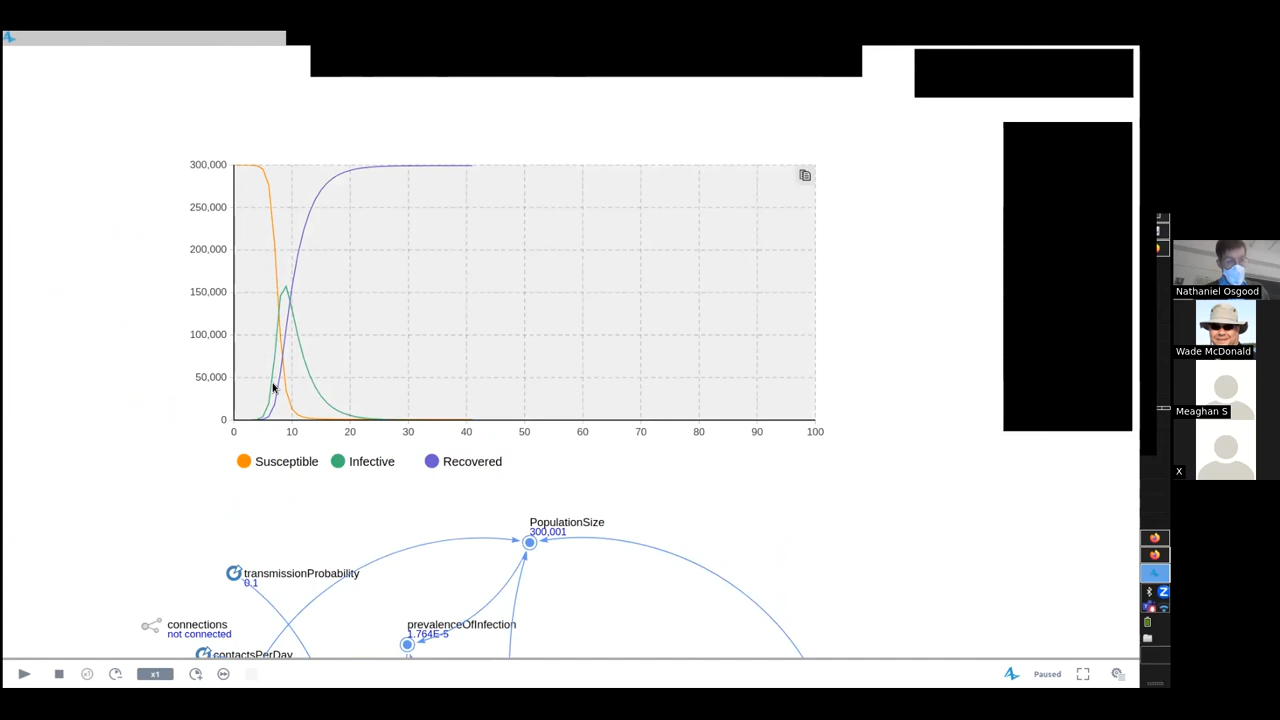 300,000
250,000
200,000
150,000
100,000
50,000
0
0 10 20 30 40 50 60 70 80 90 100
Susceptible Infective Recovered
PopulationSize
300,001
transmissionProbability
0.1
connections
not connected
prevalenceOfInfection
1.764E-5
contactsPerDay
x1
x1
Paused
Nathaniel Osgood
Wade McDonald
Meaghan S
X
Z